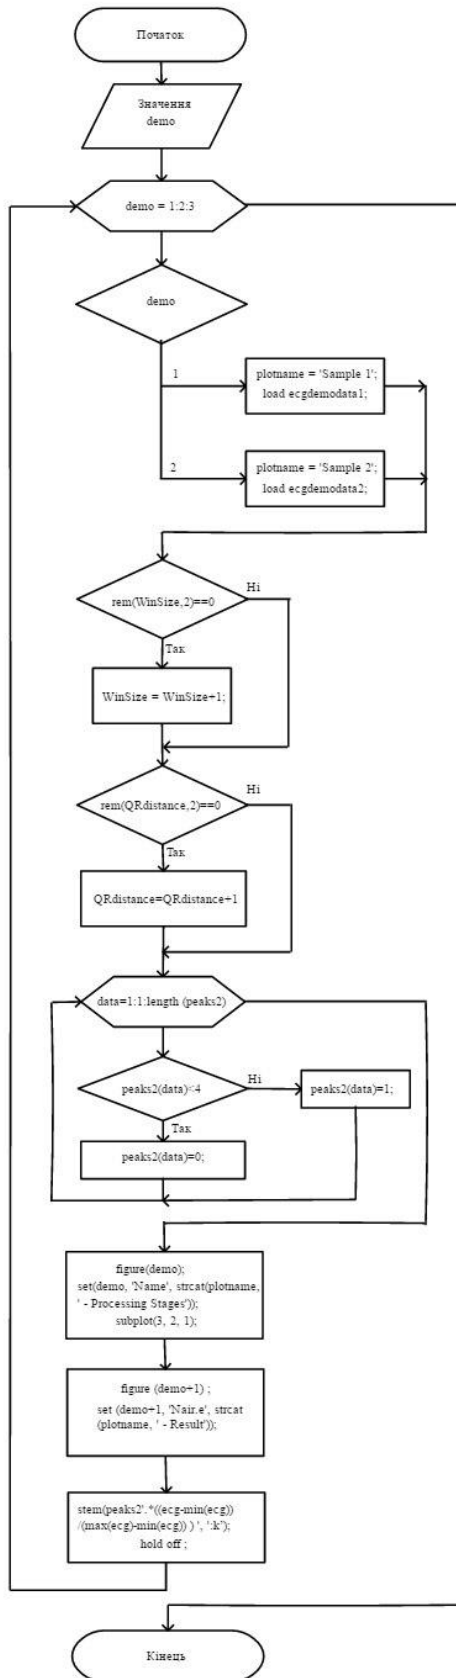 Початок
Значення
demo
demo = 1:2:3
demo
1
plotname = 'Sample 1';
load ecgdemodata1;
2
plotname = 'Sample 2';
load ecgdemodata2;
rem(WinSize,2)==0
Ні
Так
WinSize = WinSize+1;
rem(QRdistance,2)==0
Ні
Так
QRdistance=QRdistance+1
data=1:1:length (peaks2)
peaks2(data)<4
Ні
peaks2(data)=1;
Так
peaks2(data)=0;
figure(demo);
set(demo, 'Name', strcat(plotname,
' - Processing Stages'));
subplot(3, 2, 1);
figure (demo+1) ;
set (demo+1, 'Nair.e', strcat
(plotname, ' - Result'));
stem(peaks2'.*((ecg-min(ecg))
/(max(ecg)-min(ecg)) ) ', ':k');
hold off ;
Кінець